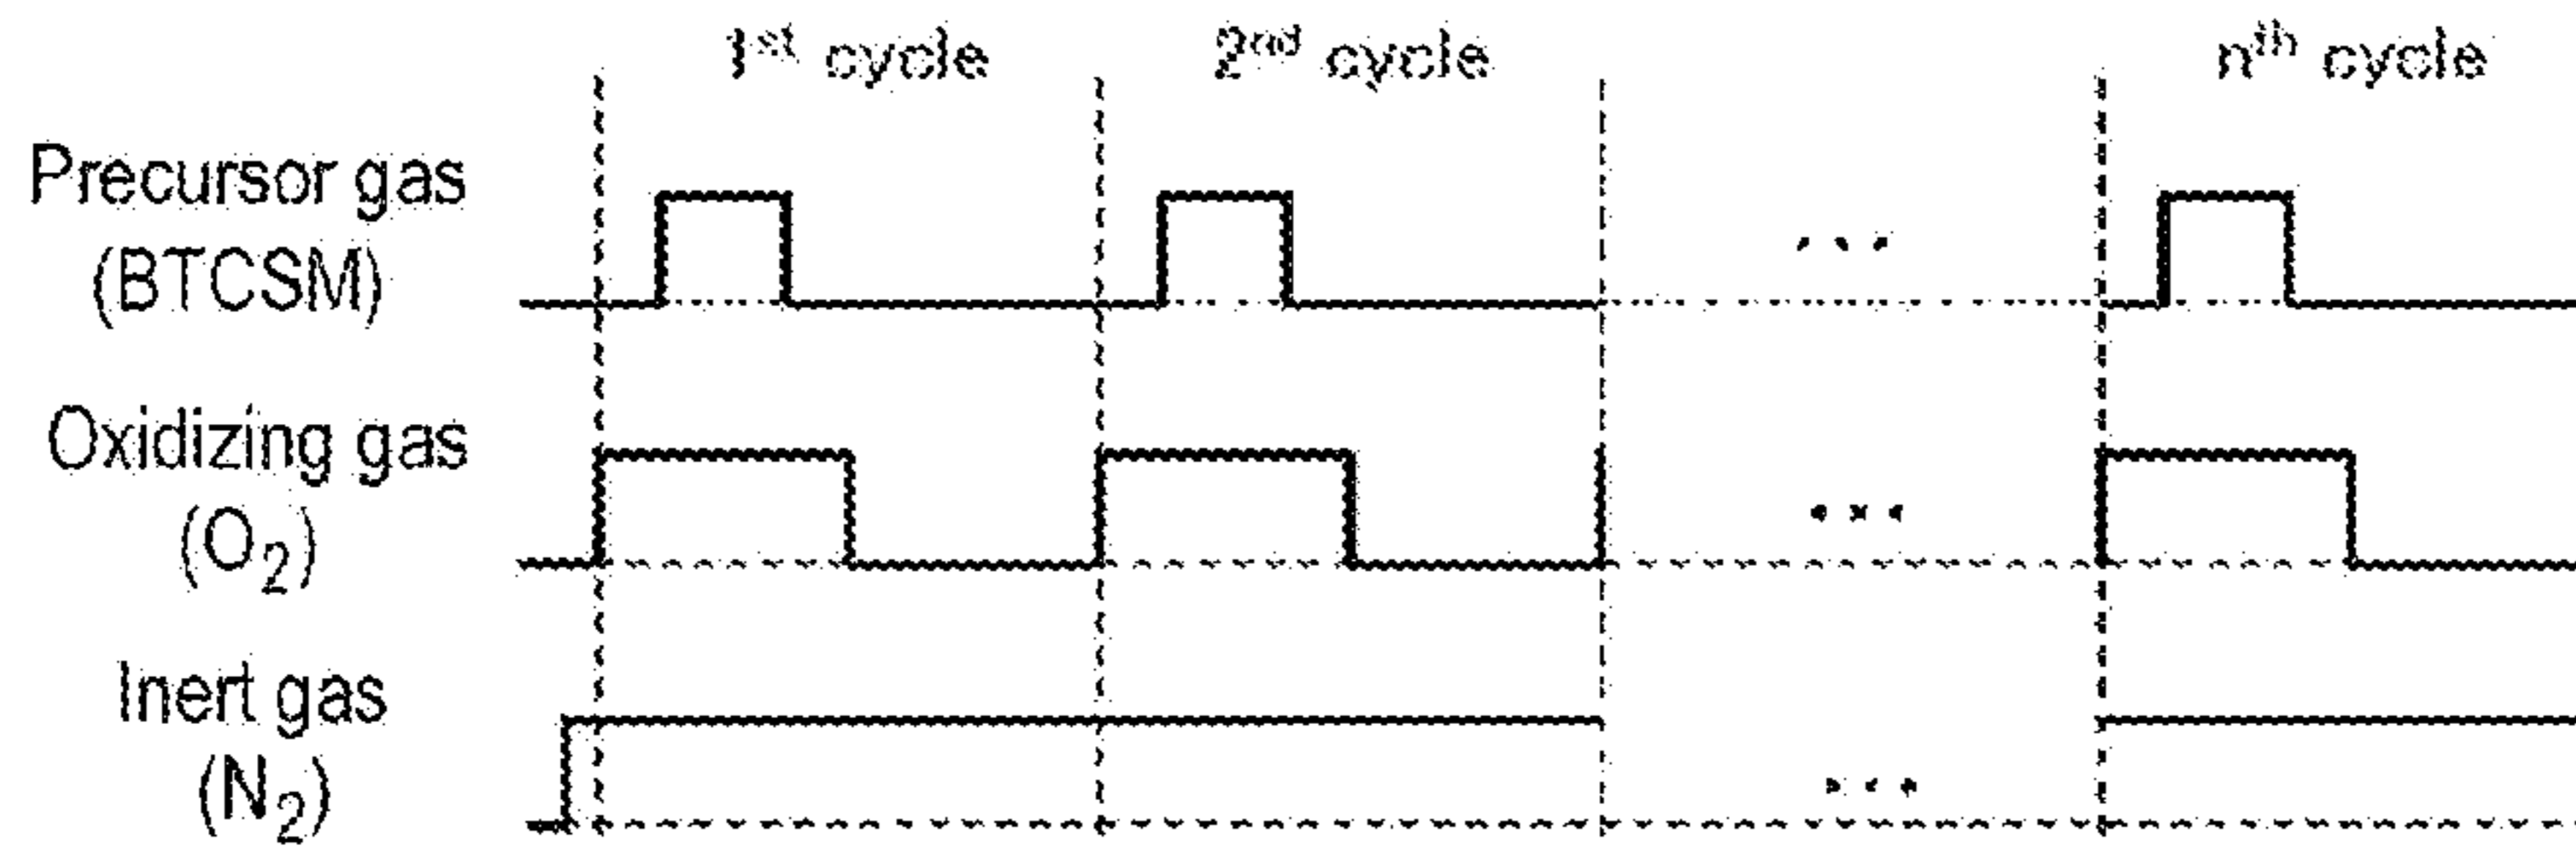 1st cycle 2nd cycle nth cycle
Precursor gas
(BTCSM)
...
Oxidizing gas
(O2)
...
Inert gas
(N2)
...